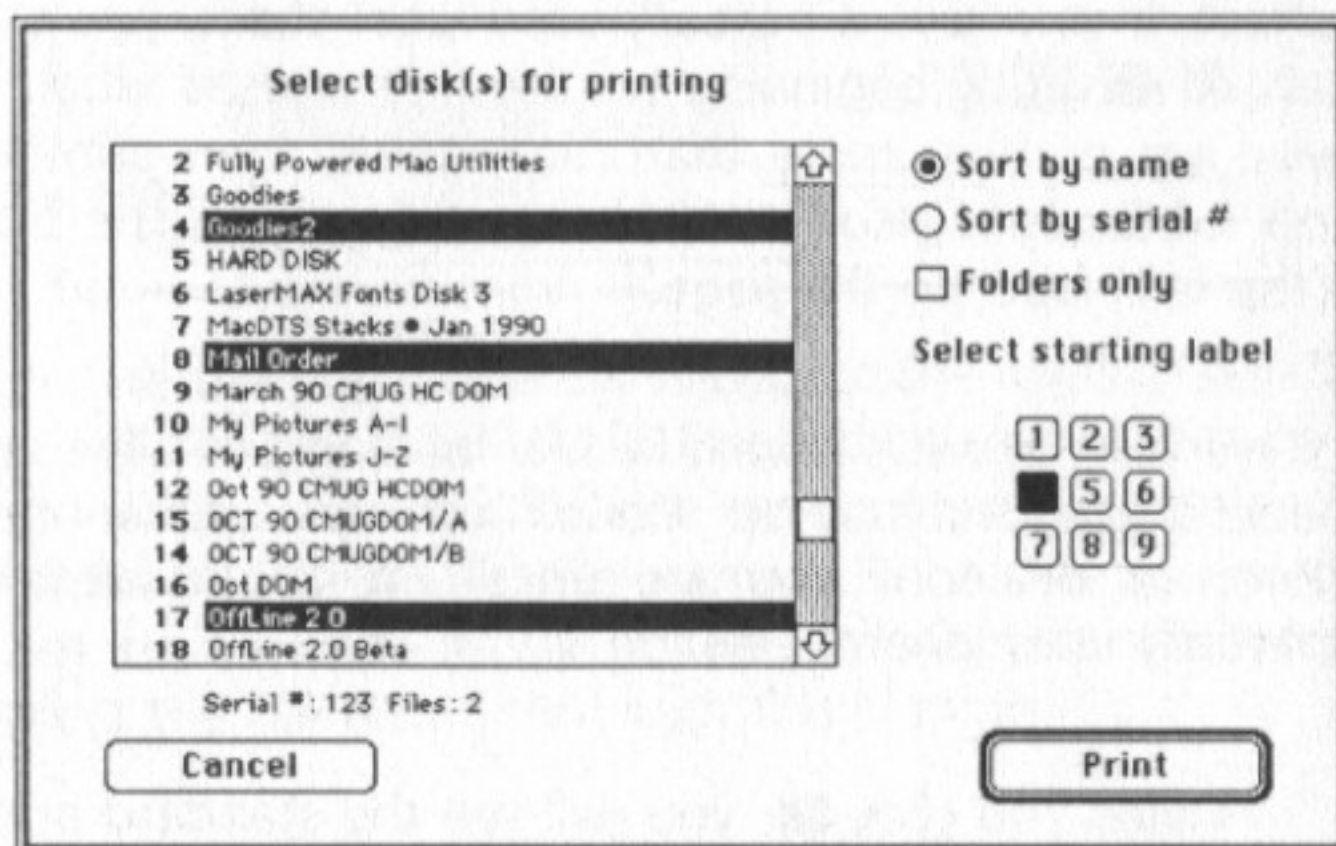 Select disk(s) for printing
2 Fully Powered Mac Utilities
3 Goodies
4 Goodies2
5 HARD DISK
6 LaserMAX Fonts Disk 3
7 MacDTS Stacks • Jan 1990
8 Mail Order
9 March 90 CMUG HC DOM
10 My Pictures A-I
11 My Pictures J-Z
12 Oct 90 CMUG HCDOM
15 OCT 90 CMUGDOM/A
14 OCT 90 CMUGDOM/B
16 Oct DOM
17 OffLine 2.0
18 OffLine 2.0 Beta
Serial #: 123 Files: 2
Cancel
Sort by name
Sort by serial #
Folders only
Select starting label
1 2 3
5 6
7 8 9
Print